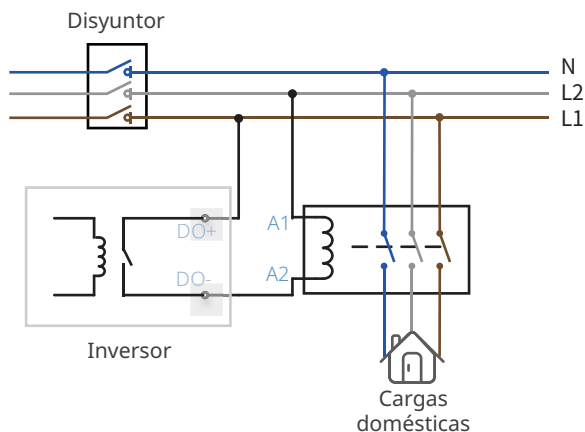 Disyuntor
N
L2
L1
DO+
A1
DO-
A2
Inversor
Cargas
domésticas